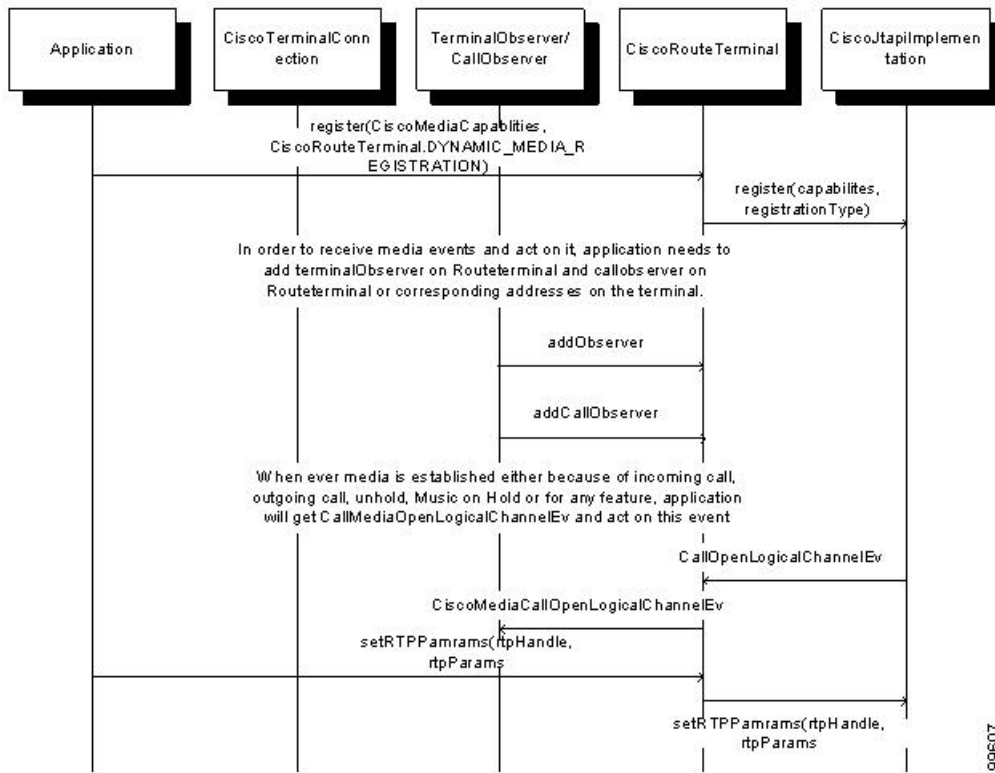 Application
CiscoTerminalConn
ection
TerminalObserver/
CallObserver
CiscoRouteTerminal
CiscoJtapiImplemen
tation
register(CiscoMediaCapablities,
CiscoRouteTerminal.DYNAMIC_MEDIA_R
EGISTRATION)
register(capabilites,
registrationType)
In order to receive media events and act on it, application needs to
add terminalObserver on Routeterminal and callobserver on
Routeterminal or corresponding addresses on the terminal.
addObserver
addCallObserver
When ever media is established either because of incoming call,
outgoing call, unhold, Music on Hold or for any feature, application
will get CallMediaOpenLogicalChannelEv and act on this event
CallOpenLogicalChannelEv
CiscoMediaCallOpenLogicalChannelEv
setRTPPamrams(rtpHandle,
rtpParams
setRTPPamrams(rtpHandle,
rtpParams
99607